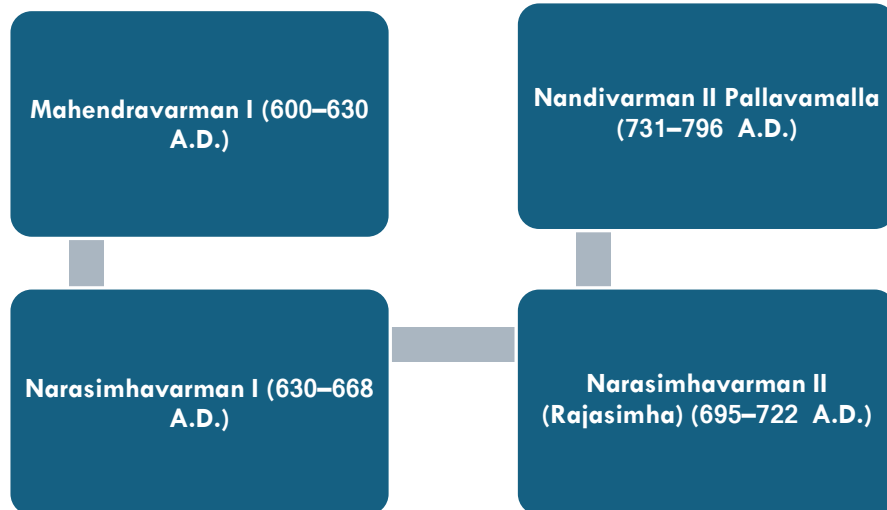 Mahendravarman I (600–630
A.D.)
Narasimhavarman I (630–668
A.D.)
Narasimhavarman II
(Rajasimha) (695–722  A.D.)
Nandivarman II Pallavamalla
(731–796  A.D.)